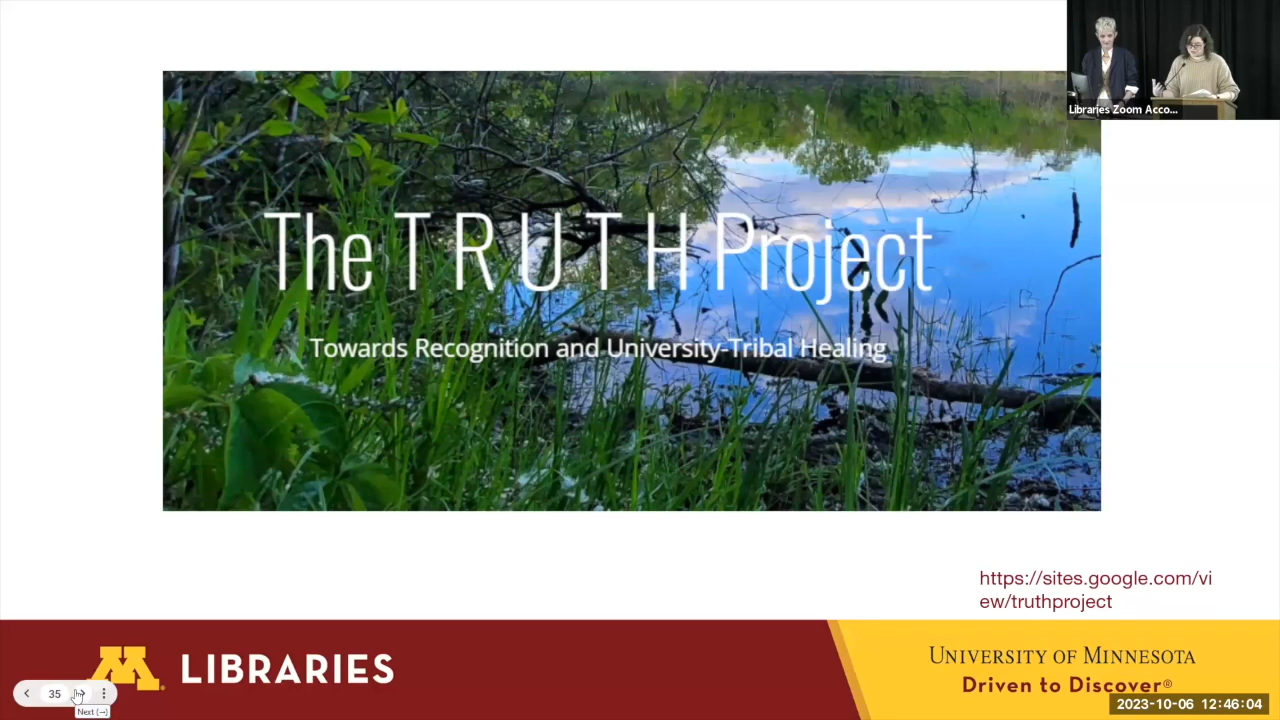 Libraries Zoom Acco...
The T R U T H Project
Towards Recognition and University-Tribal Healing
https://sites.google.com/vi
ew/truthproject
M LIBRARIES
UNIVERSITY OF MINNESOTA
Driven to Discover®
35
Next (→)
2023-10-06 12:46:04